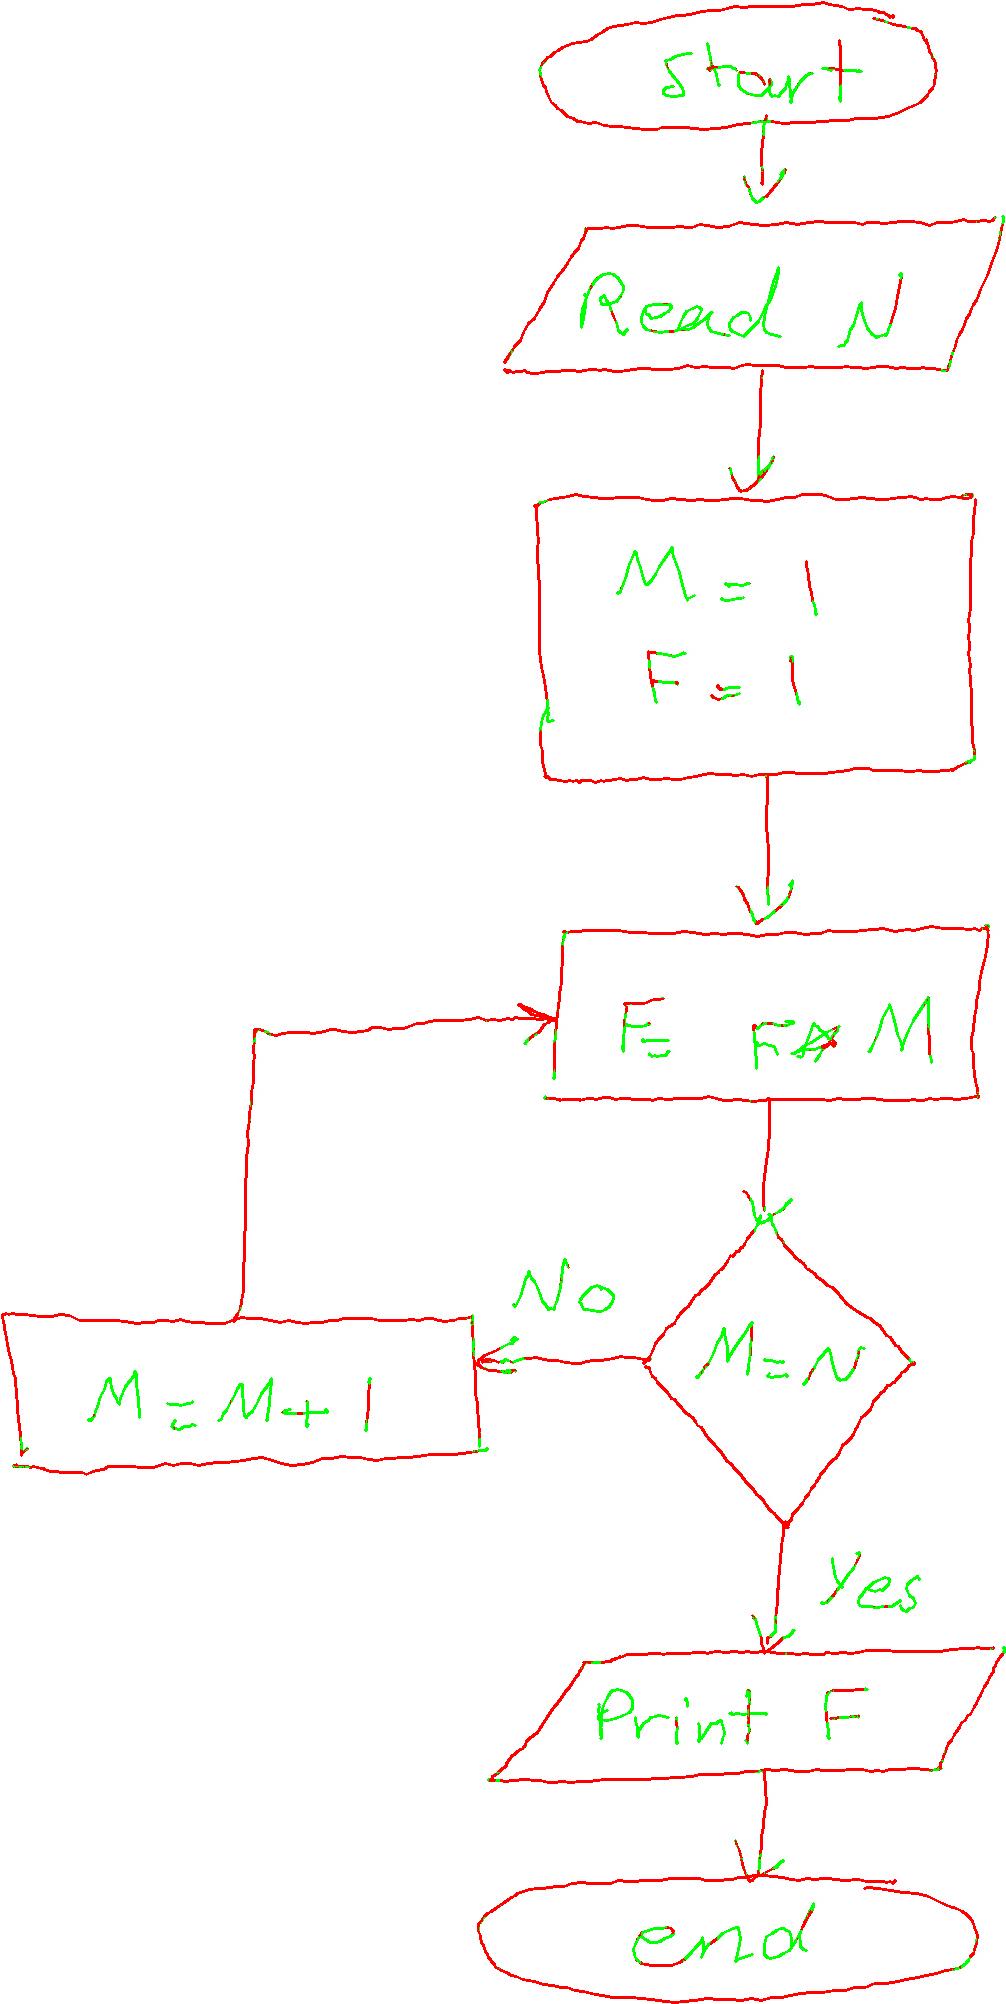 Start
Read N
M = 1
F = 1
F = F * M
No
M = N
M = M + 1
Yes
Print F
end